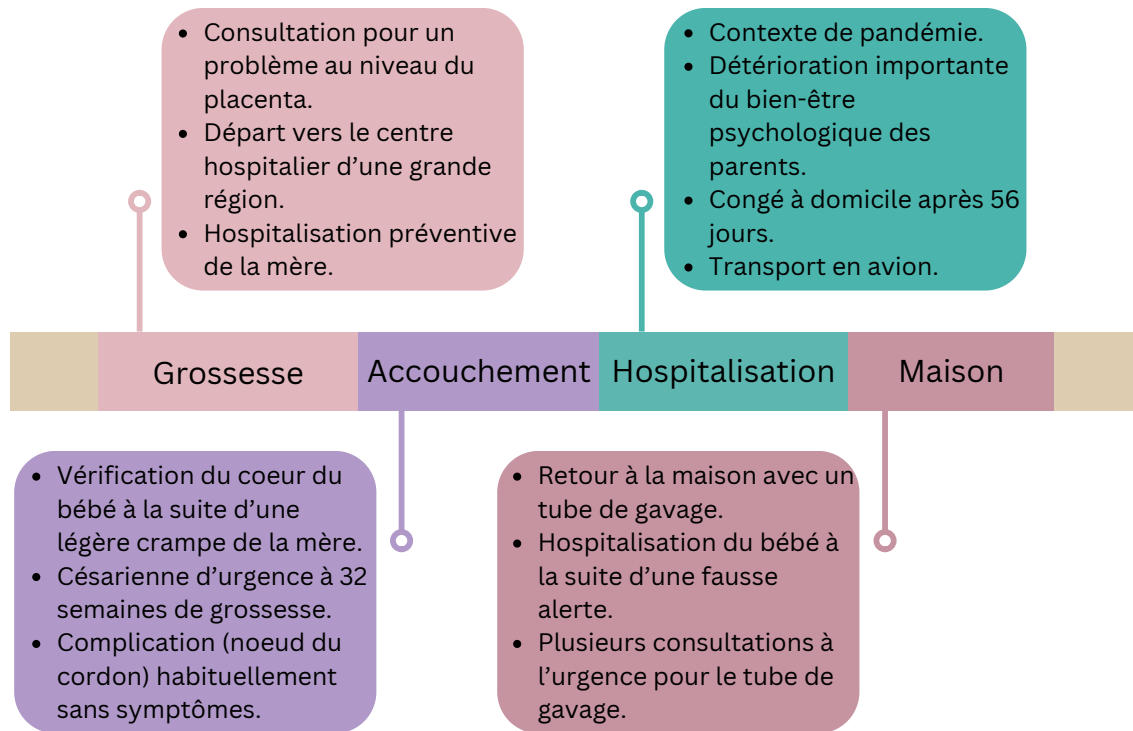 • Consultation pour un
problème au niveau du
placenta.
• Départ vers le centre
hospitalier d’une grande
région.
• Hospitalisation préventive
de la mère.
• Contexte de pandémie.
• Détérioration importante
du bien-être
psychologique des
parents.
• Congé à domicile après 56
jours.
• Transport en avion.
Grossesse
Accouchement
Hospitalisation
Maison
• Vérification du coeur du
bébé à la suite d’une
légère crampe de la mère.
• Césarienne d’urgence à 32
semaines de grossesse.
• Complication (noeud du
cordon) habituellement
sans symptômes.
• Retour à la maison avec un
tube de gavage.
• Hospitalisation du bébé à
la suite d’une fausse
alerte.
• Plusieurs consultations à
l’urgence pour le tube de
gavage.